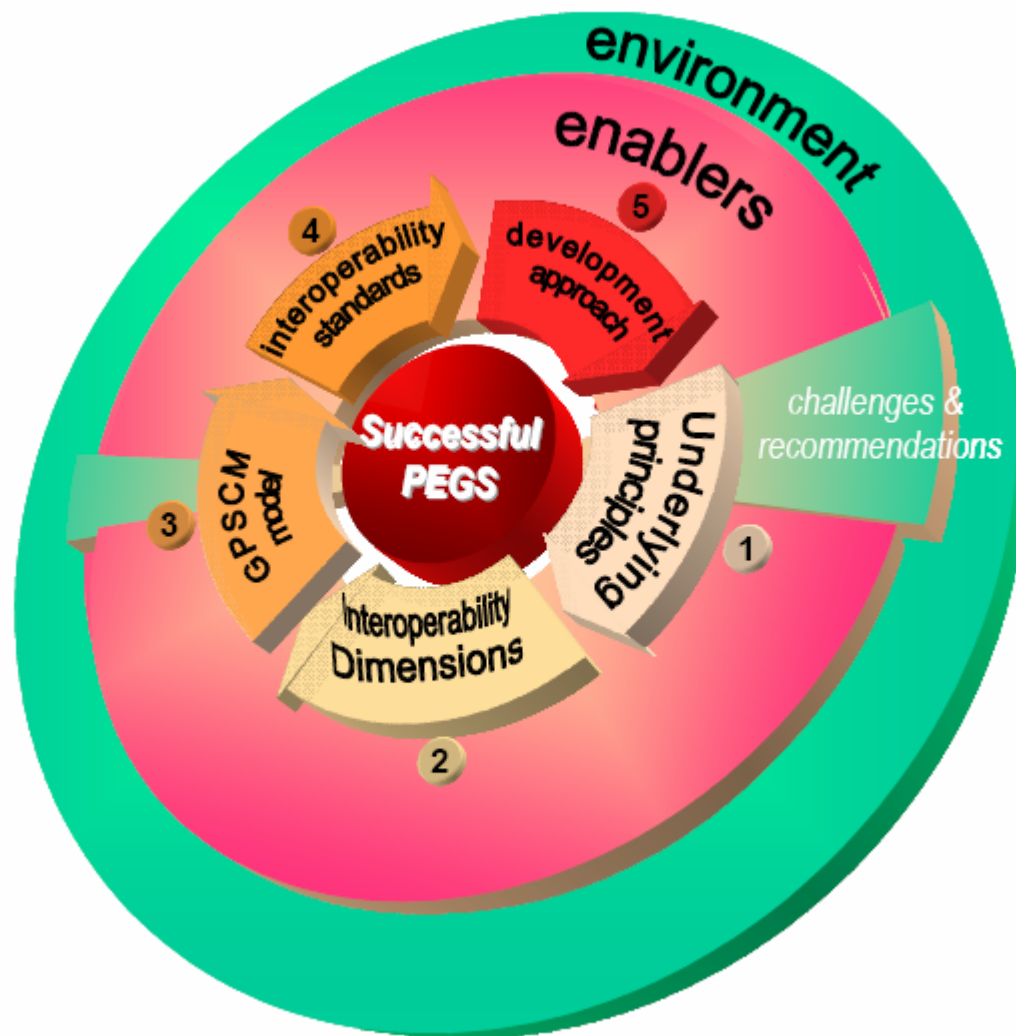 environment
enablers
4
interoperability
standards
5
development
approach
challenges &
recommendations
Successful
PEGS
Underlying
principles
1
3
GPSCM
model
Interoperability
Dimensions
2